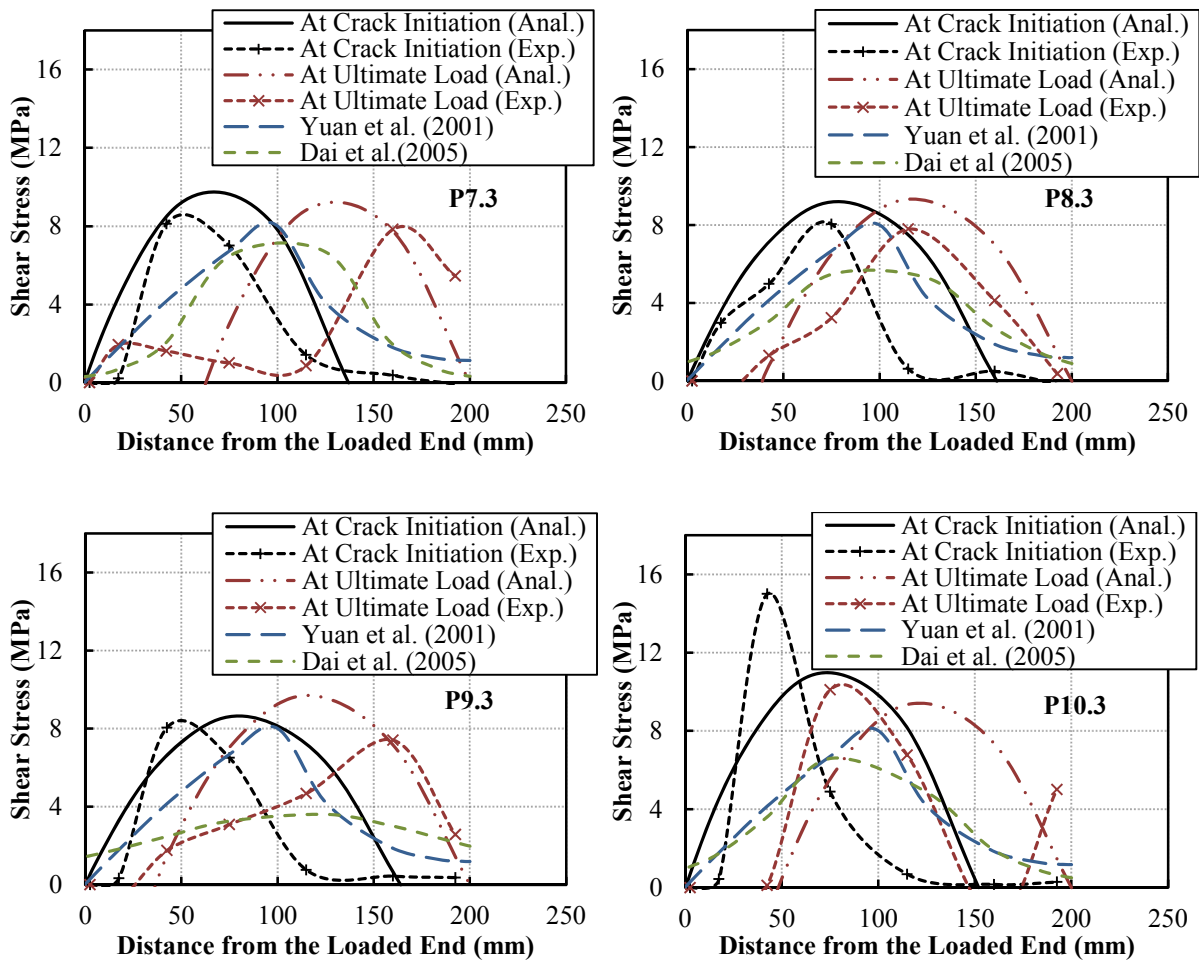 At Crack Initiation (Anal.)
At Crack Initiation (Exp.)
At Ultimate Load (Anal.)
At Ultimate Load (Exp.)
Yuan et al. (2001)
Dai et al.(2005)
P7.3
Shear Stress (MPa)
16
12
8
4
0
0 50 100 150 200 250
Distance from the Loaded End (mm)
At Crack Initiation (Anal.)
At Crack Initiation (Exp.)
At Ultimate Load (Anal.)
At Ultimate Load (Exp.)
Yuan et al. (2001)
Dai et al (2005)
P8.3
Shear Stress (MPa)
16
12
8
4
0
0 50 100 150 200 250
Distance from the Loaded End (mm)
At Crack Initiation (Anal.)
At Crack Initiation (Exp.)
At Ultimate Load (Anal.)
At Ultimate Load (Exp.)
Yuan et al. (2001)
Dai et al. (2005)
P9.3
Shear Stress (MPa)
16
12
8
4
0
0 50 100 150 200 250
Distance from the Loaded End (mm)
At Crack Initiation (Anal.)
At Crack Initiation (Exp.)
At Ultimate Load (Anal.)
At Ultimate Load (Exp.)
Yuan et al. (2001)
Dai et al. (2005)
P10.3
Shear Stress (MPa)
16
12
8
4
0
0 50 100 150 200 250
Distance from the Loaded End (mm)